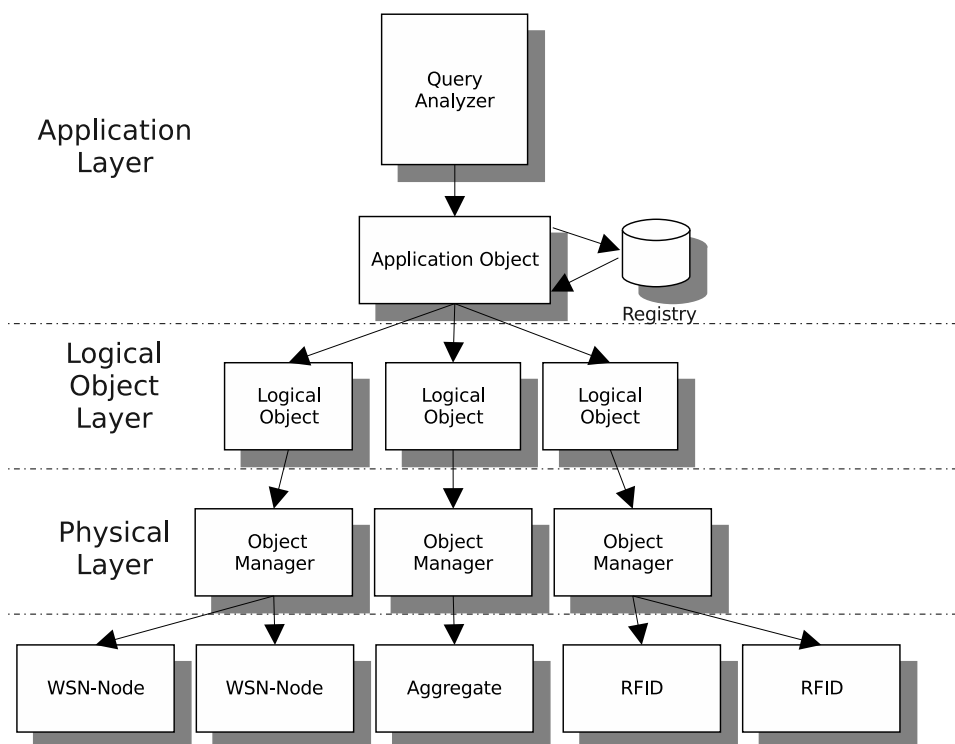 Query
Analyzer
Application
Layer
Application Object
Registry
Logical
Object
Layer
Logical
Object
Logical
Object
Logical
Object
Physical
Layer
Object
Manager
Object
Manager
Object
Manager
WSN-Node
WSN-Node
Aggregate
RFID
RFID